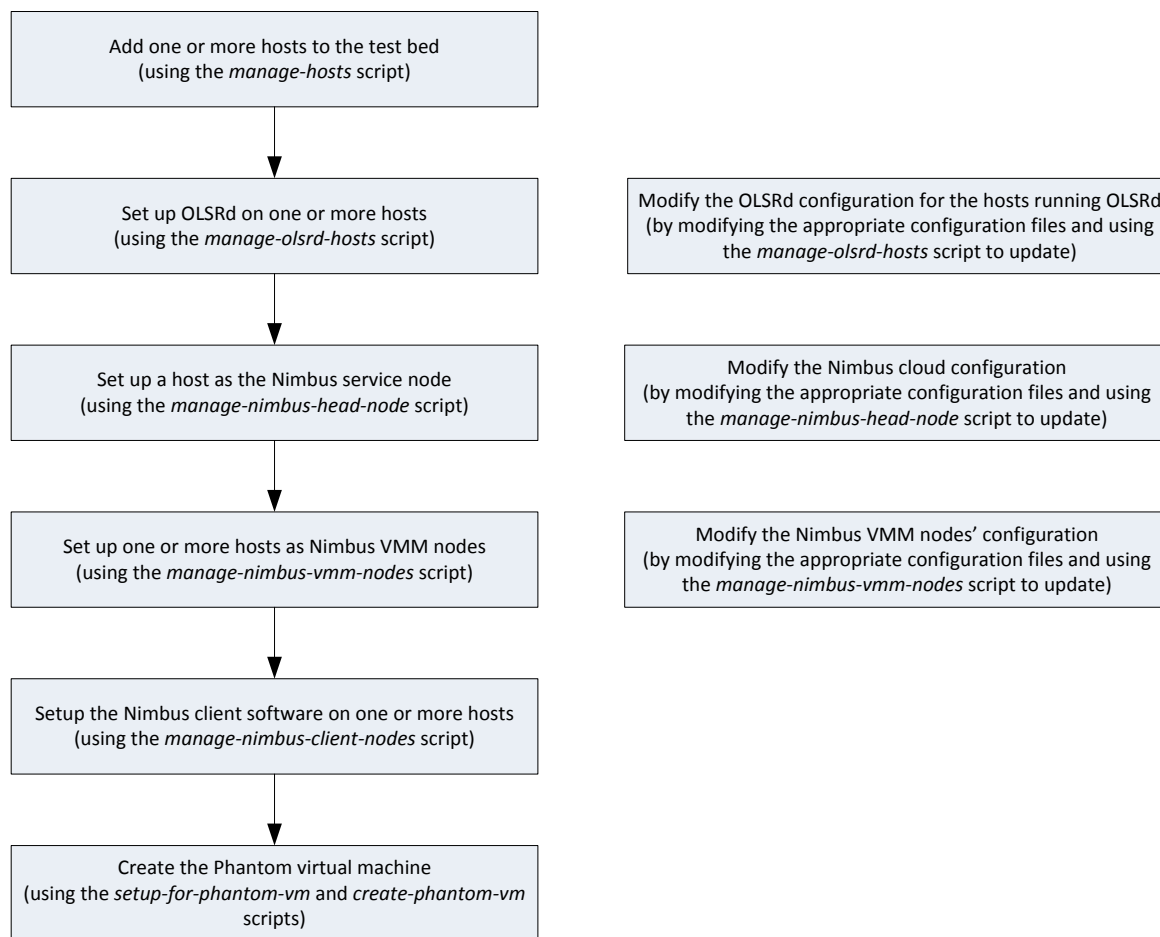 Add one or more hosts to the test bed
(using the manage-hosts script)
Set up OLSRd on one or more hosts
(using the manage-olsrd-hosts script)
Modify the OLSRd configuration for the hosts running OLSRd
(by modifying the appropriate configuration files and using
the manage-olsrd-hosts script to update)
Set up a host as the Nimbus service node
(using the manage-nimbus-head-node script)
Modify the Nimbus cloud configuration
(by modifying the appropriate configuration files and using
the manage-nimbus-head-node script to update)
Set up one or more hosts as Nimbus VMM nodes
(using the manage-nimbus-vmm-nodes script)
Modify the Nimbus VMM nodes’ configuration
(by modifying the appropriate configuration files and using
the manage-nimbus-vmm-nodes script to update)
Setup the Nimbus client software on one or more hosts
(using the manage-nimbus-client-nodes script)
Create the Phantom virtual machine
(using the setup-for-phantom-vm and create-phantom-vm
scripts)